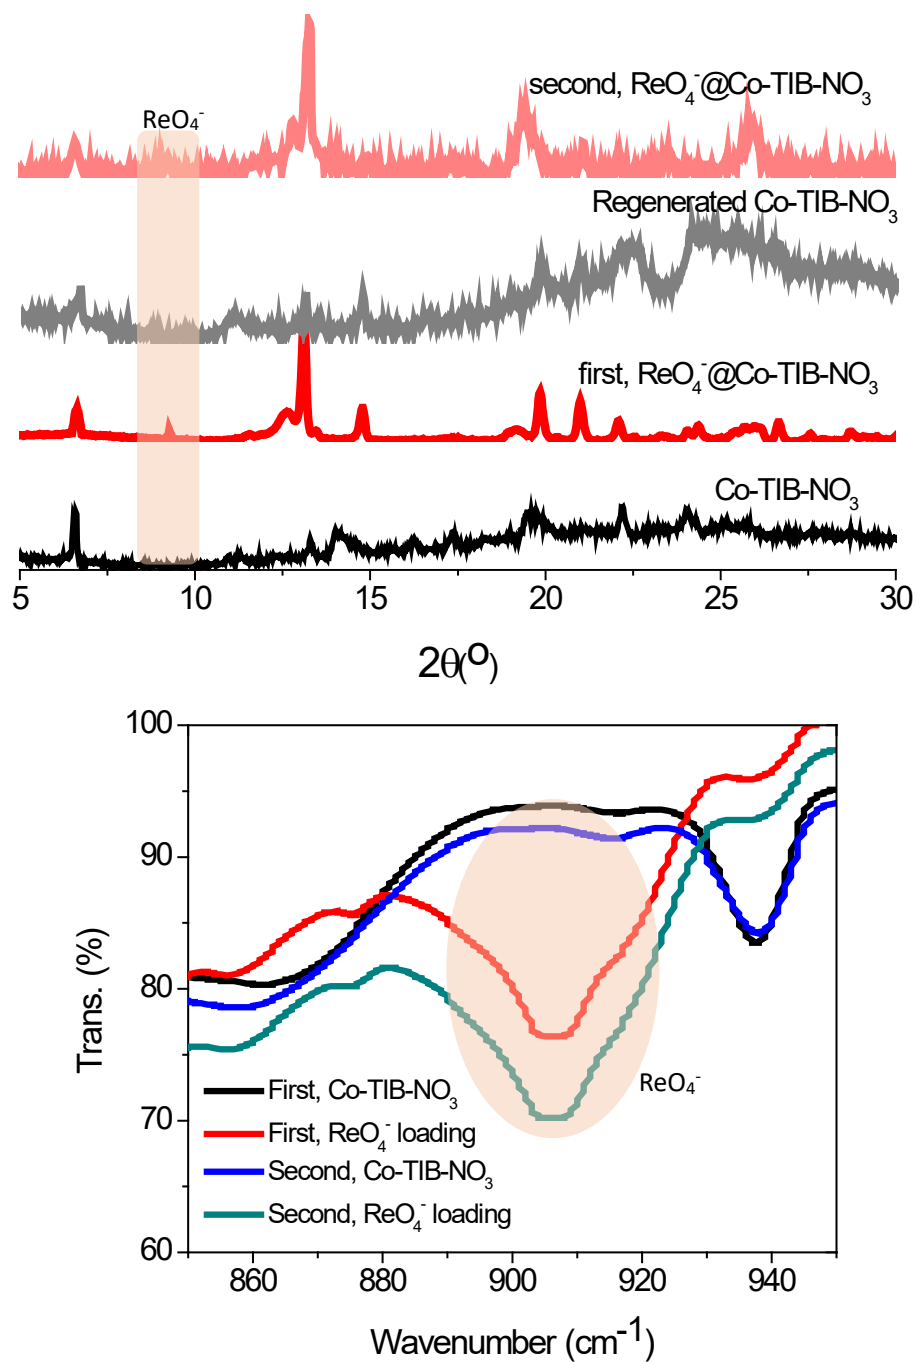 second, ReO₄⁻@Co-TIB-NO₃
ReO₄⁻
Regenerated Co-TIB-NO₃
first, ReO₄⁻@Co-TIB-NO₃
Co-TIB-NO₃
5 10 15 20 25 30
2θ(°)
100
90
80
70
60
Trans. (%)
ReO₄⁻
First, Co-TIB-NO₃
First, ReO₄⁻ loading
Second, Co-TIB-NO₃
Second, ReO₄⁻ loading
860 880 900 920 940
Wavenumber (cm⁻¹)